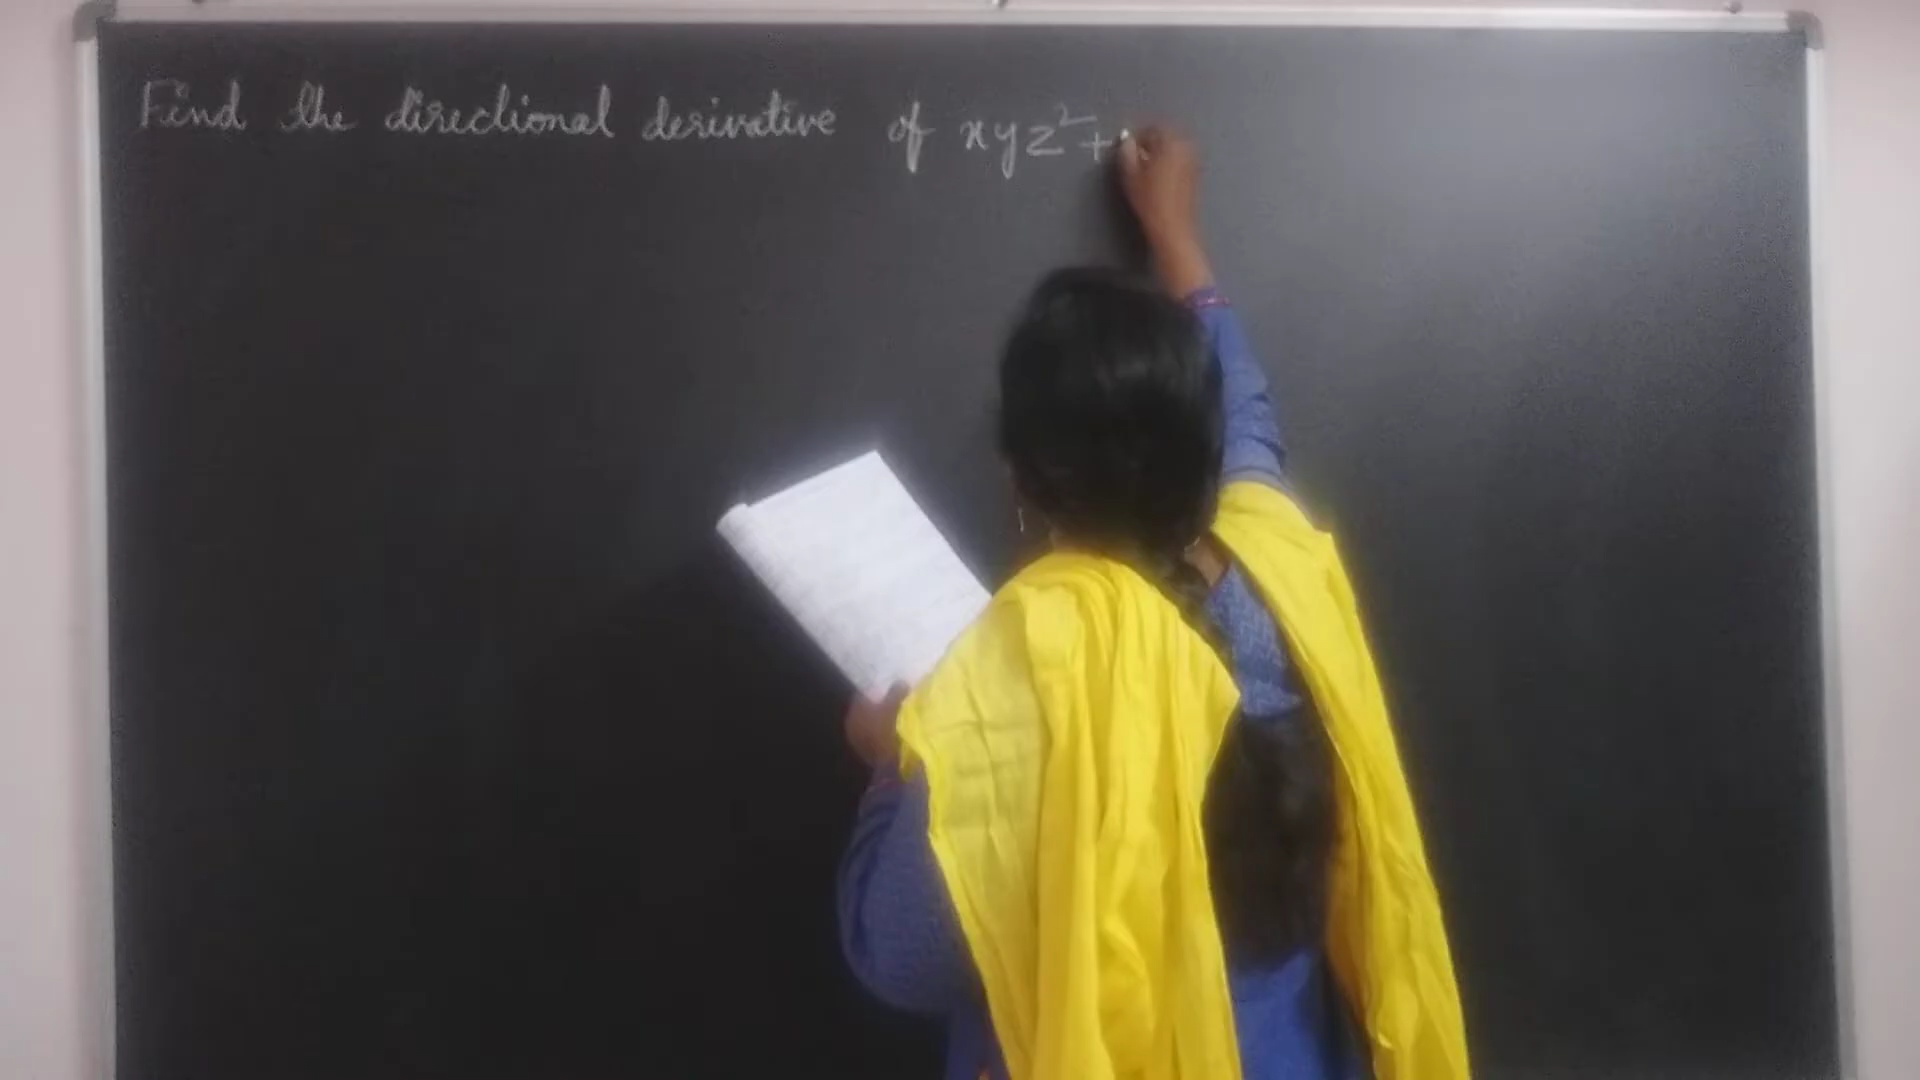 Find the directional derivative of xyz²+